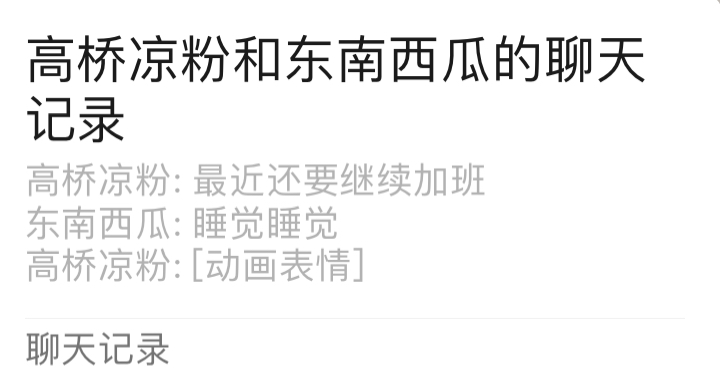 高桥凉粉和东南西瓜的聊天
记录
高桥凉粉: 最近还要继续加班
东南西瓜: 睡觉睡觉
高桥凉粉: [动画表情]
聊天记录